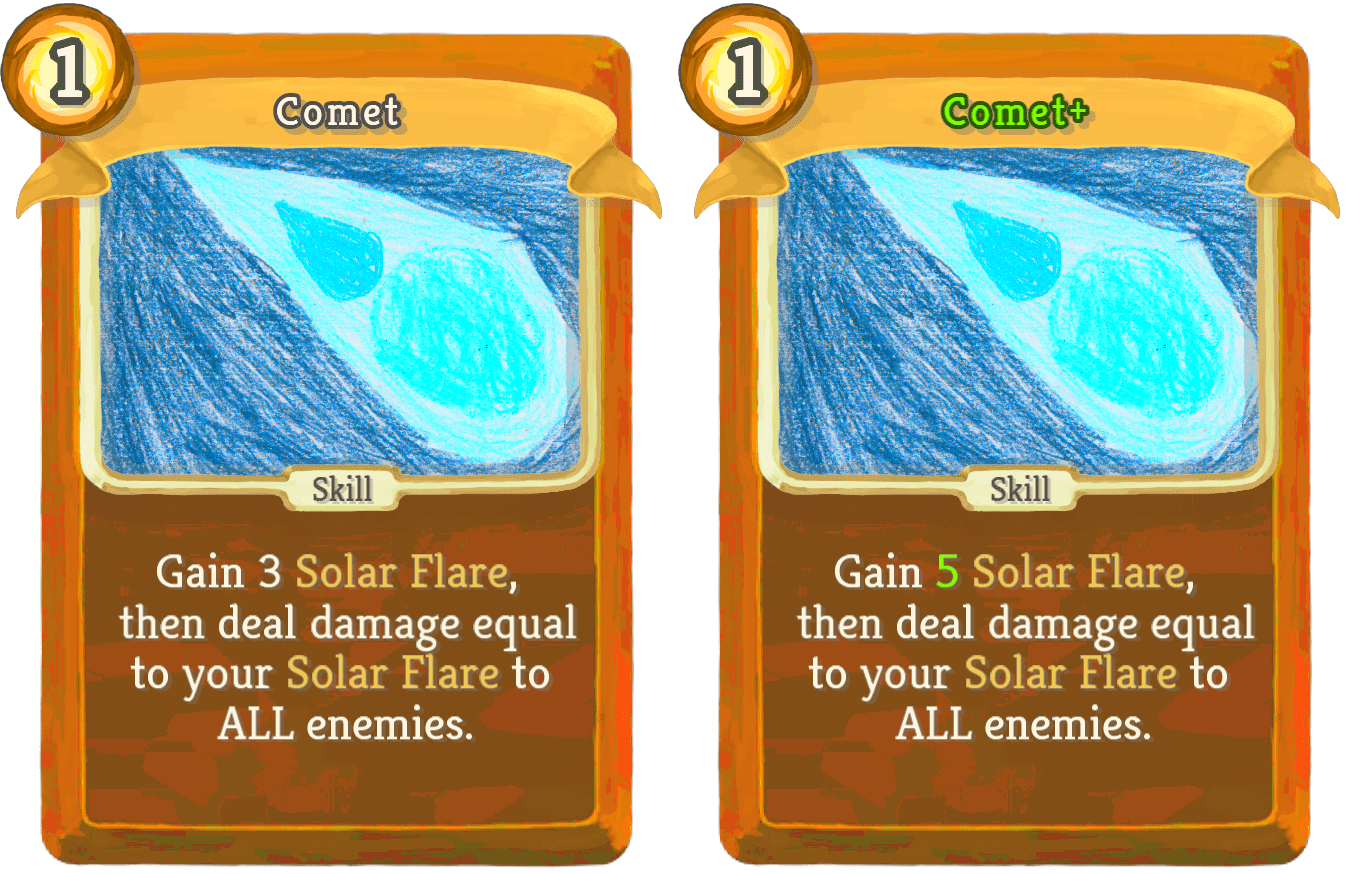 1
Comet
Skill
Gain 3 Solar Flare,
then deal damage equal
to your Solar Flare to
ALL enemies.
1
Comet+
Skill
Gain 5 Solar Flare,
then deal damage equal
to your Solar Flare to
ALL enemies.